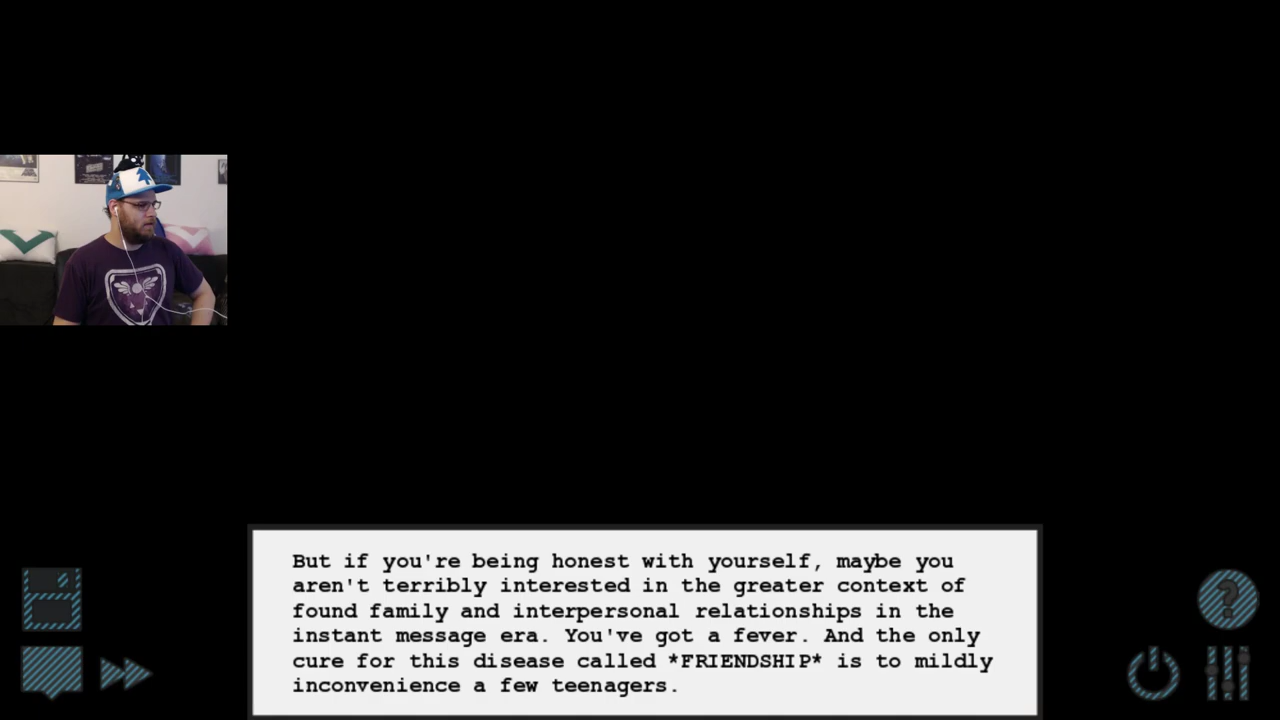 But if you're being honest with yourself, maybe you
aren't terribly interested in the greater context of
found family and interpersonal relationships in the
instant message era. You've got a fever. And the only
cure for this disease called *FRIENDSHIP* is to mildly
inconvenience a few teenagers.
?